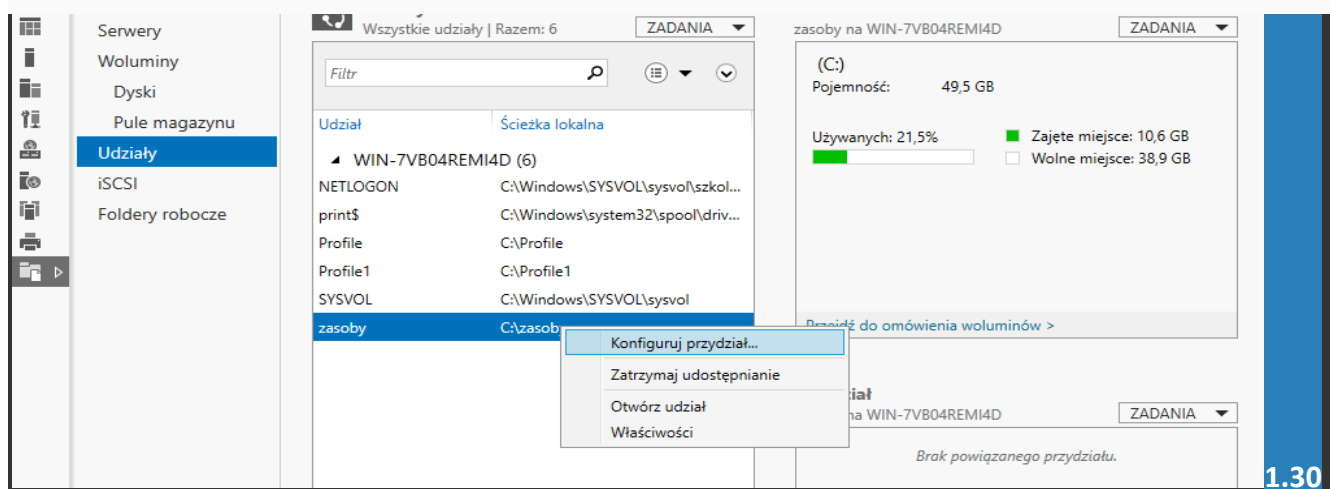 Serwery
Woluminy
Dyski
Pule magazynu
Udziały
iSCSI
Foldery robocze
Wszystkie udziały | Razem: 6
ZADANIA
Filtr
Udział Ścieżka lokalna
WIN-7VB04REMI4D (6)
NETLOGON C:\Windows\SYSVOL\sysvol\szkol...
print$ C:\Windows\system32\spool\driv...
Profile C:\Profile
Profile1 C:\Profile1
SYSVOL C:\Windows\SYSVOL\sysvol
zasoby C:\zasob
Konfiguruj przydział...
Zatrzymaj udostępnianie
Otwórz udział
Właściwości
zasoby na WIN-7VB04REMI4D
ZADANIA
(C:)
Pojemność: 49,5 GB
Używanych: 21,5%
Zajęte miejsce: 10,6 GB
Wolne miejsce: 38,9 GB
Przejdź do omówienia woluminów >
na WIN-7VB04REMI4D
ZADANIA
Brak powiązanego przydziału.
1.30